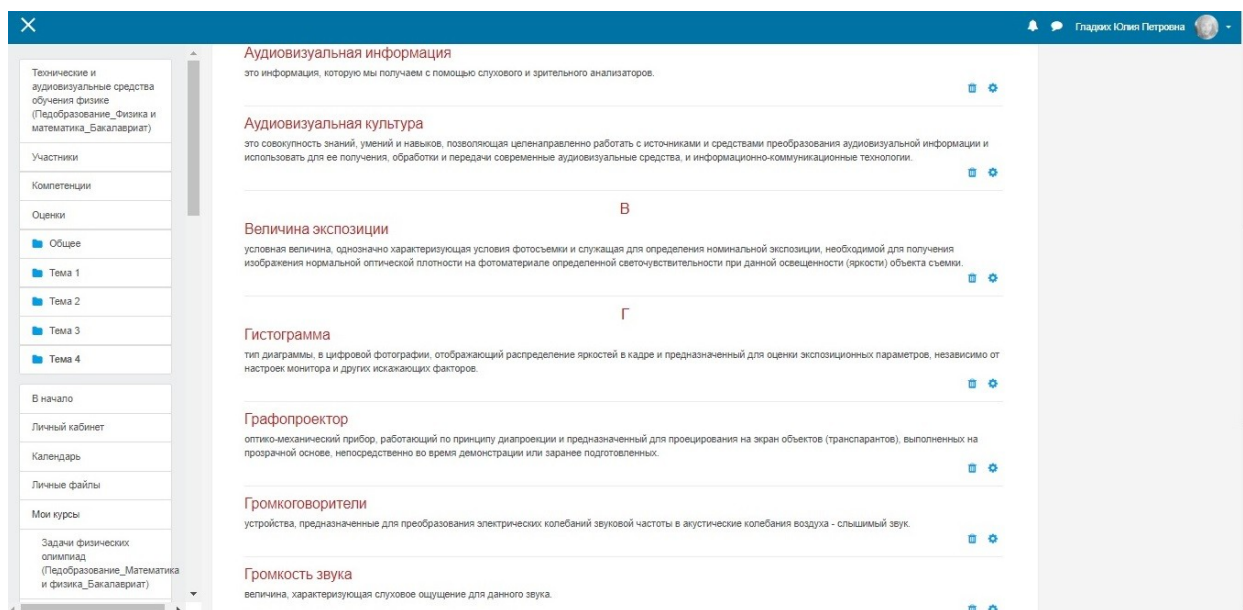 Гладких Юлия Петровна
Технические и
аудиовизуальные средства
обучения физике
(Педобразование_Физика и
математика_Бакалавриат)
Участники
Компетенции
Оценки
Общее
Тема 1
Тема 2
Тема 3
Тема 4
В начало
Личный кабинет
Календарь
Личные файлы
Мои курсы
Задачи физических
олимпиад
(Педобразование_Математика
и физика_Бакалавриат)
Аудиовизуальная информация
это информация, которую мы получаем с помощью слухового и зрительного анализаторов.
Аудиовизуальная культура
это совокупность знаний, умений и навыков, позволяющая целенаправленно работать с источниками и средствами преобразования аудиовизуальной информации и
использовать для ее получения, обработки и передачи современные аудиовизуальные средства, и информационно-коммуникационные технологии.
В
Величина экспозиции
условная величина, однозначно характеризующая условия фотосъемки и служащая для определения номинальной экспозиции, необходимой для получения
изображения нормальной оптической плотности на фотоматериале определенной светочувствительности при данной освещенности (яркости) объекта съемки.
Г
Гистограмма
тип диаграммы, в цифровой фотографии, отображающий распределение яркостей в кадре и предназначенный для оценки экспозиционных параметров, независимо от
настроек монитора и других искажающих факторов.
Графопроектор
оптико-механический прибор, работающий по принципу диапроекции и предназначенный для проецирования на экран объектов (транспарантов), выполненных на
прозрачной основе, непосредственно во время демонстрации или заранее подготовленных.
Громкоговорители
устройства, предназначенные для преобразования электрических колебаний звуковой частоты в акустические колебания воздуха - слышимый звук.
Громкость звука
величина, характеризующая слуховое ощущение для данного звука.